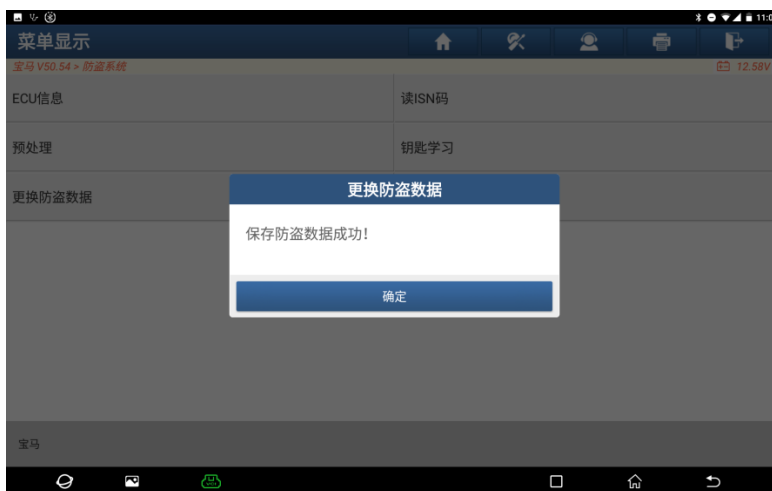 11:0
菜单显示
宝马 V50.54 > 防盗系统
12.58V
ECU信息
读ISN码
预处理
钥匙学习
更换防盗数据
更换防盗数据
保存防盗数据成功!
确定
宝马